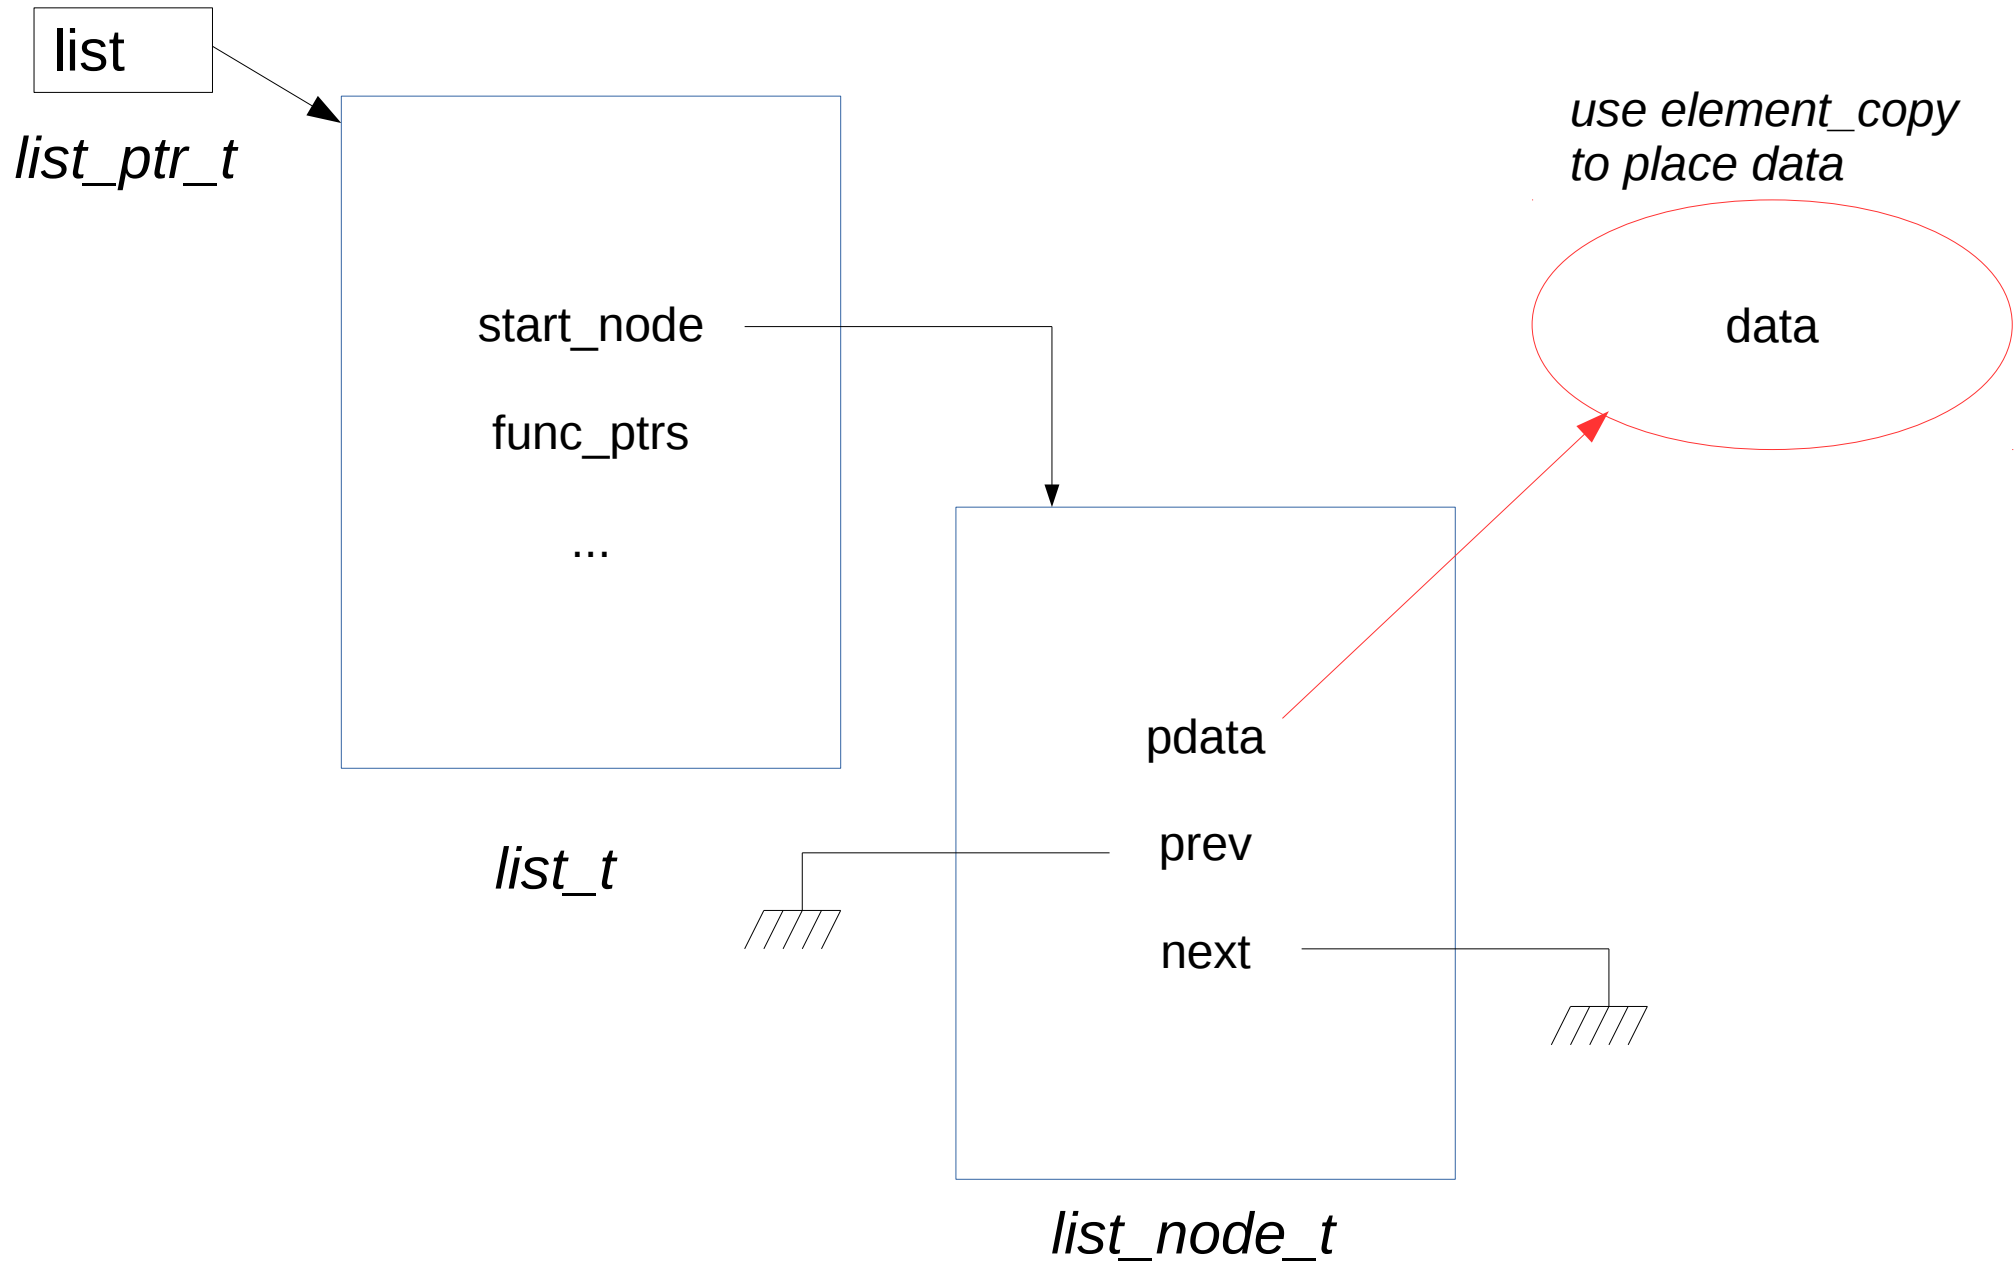 list
list_ptr_t
use element_copy
to place data
start_node
data
func_ptrs
...
pdata
prev
list_t
next
list_node_t